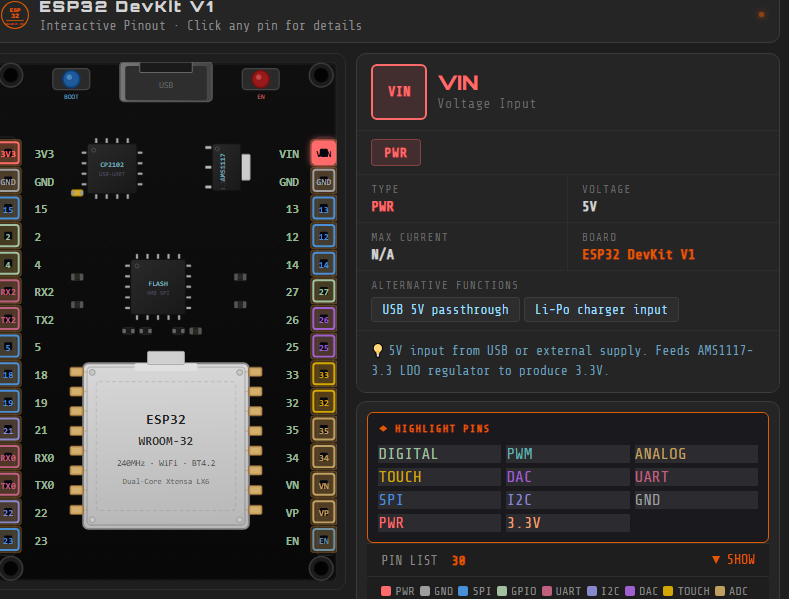 ESP
32
ESP32 DevKit V1
Interactive Pinout · Click any pin for details
BOOT
USB
EN
3V3 3V3
GND GND
15 15
2 2
4 4
RX2 RX2
TX2 TX2
5 5
18 18
19 19
21 21
RX0 RX0
TX0 TX0
22 22
23 23
CP2102
USB-UART
AMS1117
FLASH
4MB SPI
ESP32
WROOM-32
240MHz · WiFi · BT4.2
Dual-Core Xtensa LX6
VIN VIN
GND GND
13 13
12 12
14 14
27 27
26 26
25 25
33 33
32 32
35 35
34 34
VN VN
VP VP
EN EN
VIN
VIN
Voltage Input
PWR
TYPE
PWR
VOLTAGE
5V
MAX CURRENT
N/A
BOARD
ESP32 DevKit V1
ALTERNATIVE FUNCTIONS
USB 5V passthrough
Li-Po charger input
💡 5V input from USB or external supply. Feeds AMS1117-
3.3 LDO regulator to produce 3.3V.
◆ HIGHLIGHT PINS
DIGITAL PWM ANALOG
TOUCH DAC UART
SPI I2C GND
PWR 3.3V
PIN LIST 30 ▼ SHOW
PWR GND SPI GPIO UART I2C DAC TOUCH ADC